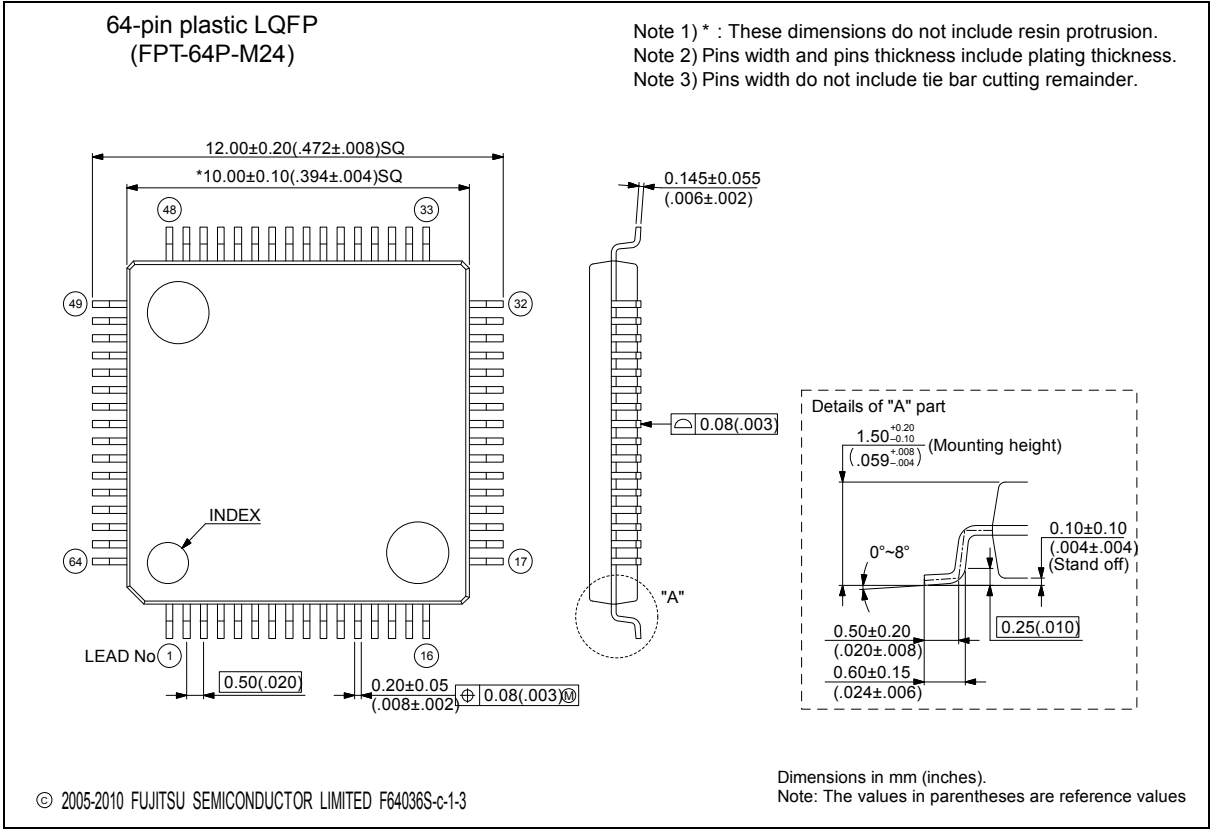 64-pin plastic LQFP
(FPT-64P-M24)
Note 1) * : These dimensions do not include resin protrusion.
Note 2) Pins width and pins thickness include plating thickness.
Note 3) Pins width do not include tie bar cutting remainder.
12.00±0.20(.472±.008)SQ
*10.00±0.10(.394±.004)SQ
0.145±0.055
(.006±.002)
48
33
49
32
0.08(.003)
INDEX
64
17
"A"
LEAD No 1
16
0.50(.020)
0.20±0.05
(.008±.002)
⌖ 0.08(.003)Ⓜ
Details of "A" part
1.50 +0.20 –0.10 (Mounting height)
(.059 +.008 –.004)
0.10±0.10
(.004±.004)
(Stand off)
0°~8°
0.25(.010)
0.50±0.20
(.020±.008)
0.60±0.15
(.024±.006)
© 2005-2010 FUJITSU SEMICONDUCTOR LIMITED F64036S-c-1-3
Dimensions in mm (inches).
Note: The values in parentheses are reference values